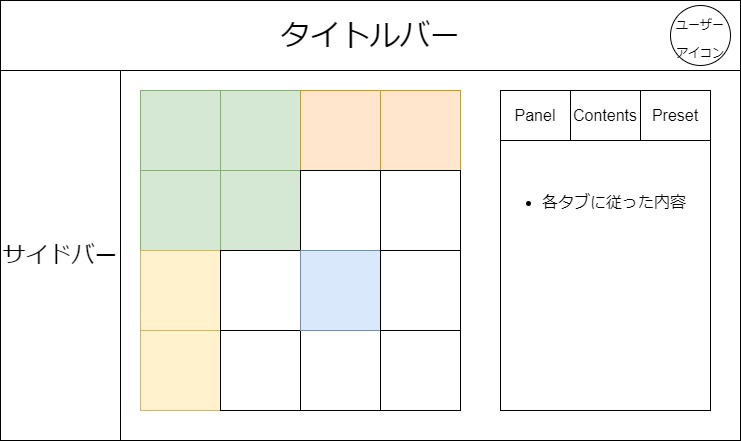 タイトルバー
ユーザー
アイコン
サイドバー
Panel
Contents
Preset
各タブに従った内容